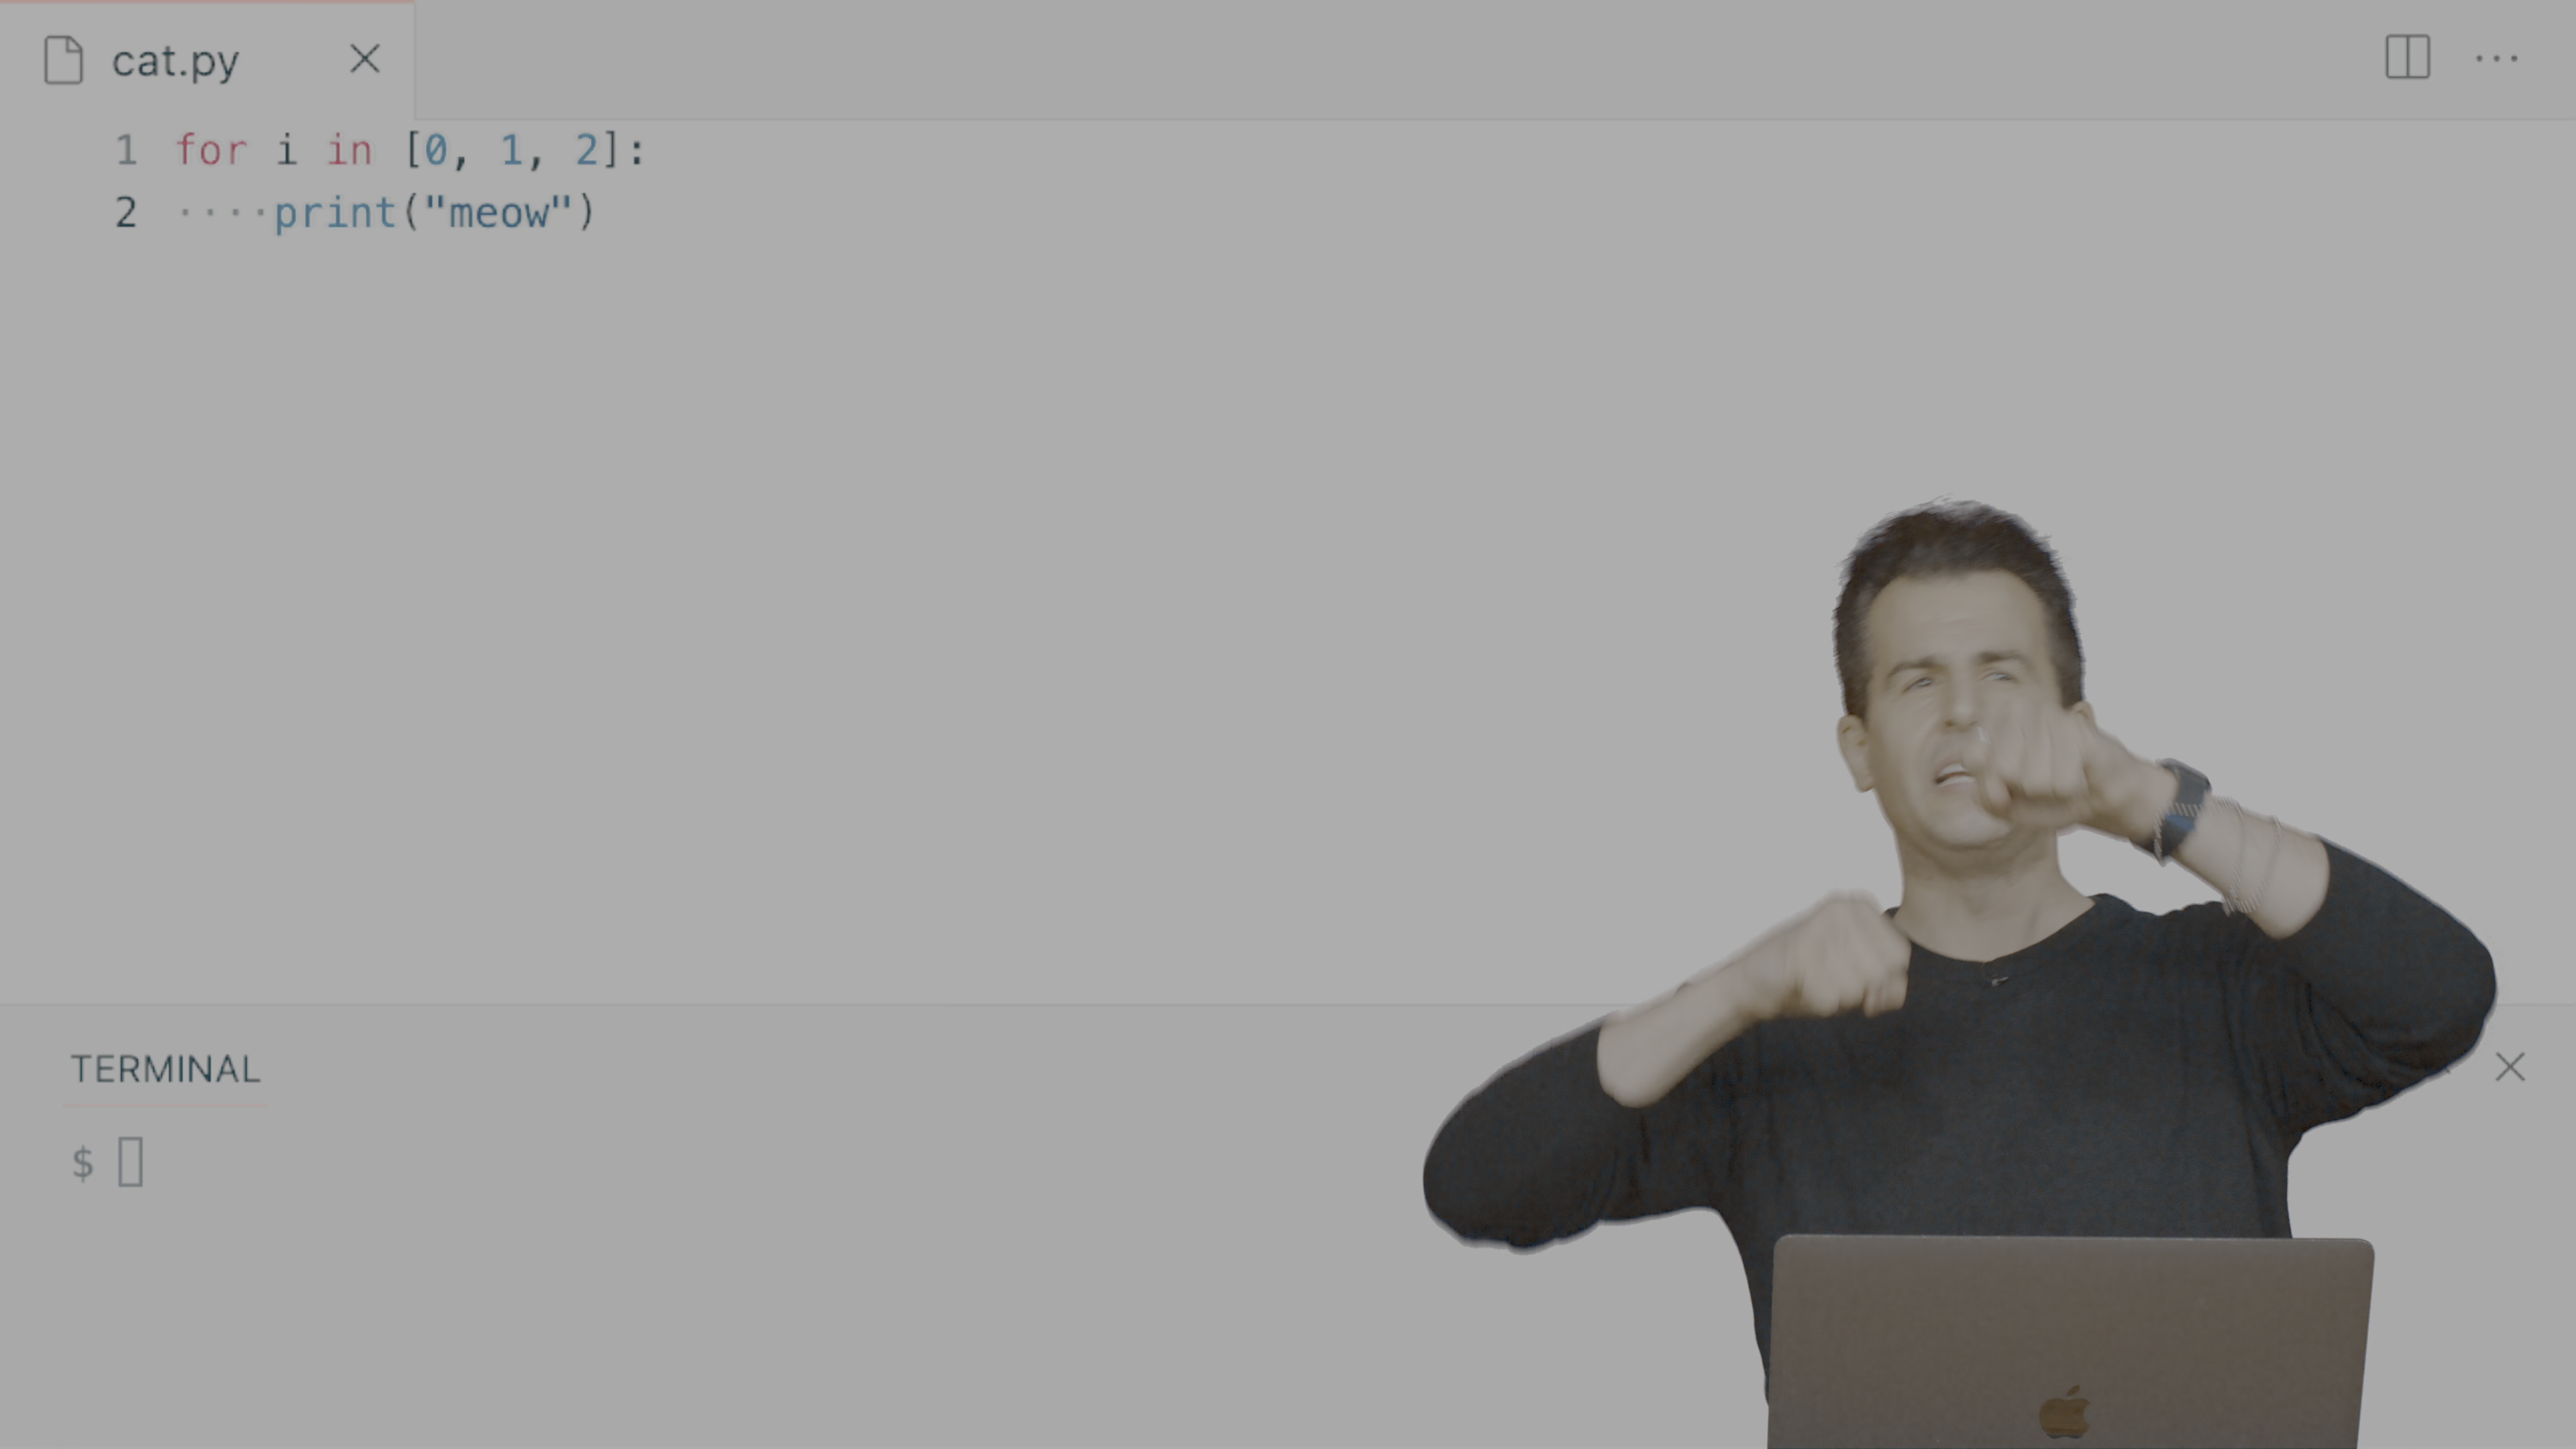 cat.py
1 for i in [0, 1, 2]:
2 ····print("meow")
TERMINAL
$